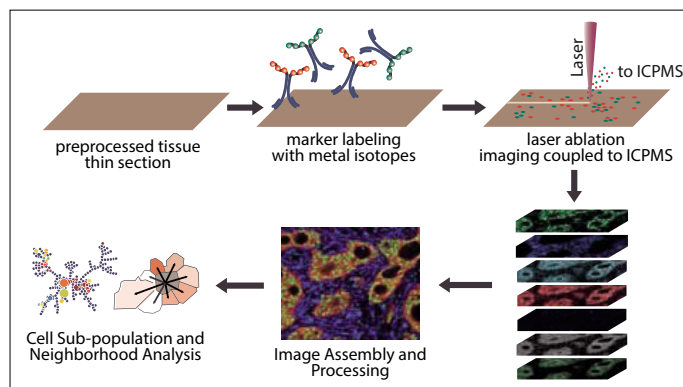 Laser
to ICPMS
preprocessed tissue
thin section
marker labeling
with metal isotopes
laser ablation
imaging coupled to ICPMS
Cell Sub-population and
Neighborhood Analysis
Image Assembly and
Processing